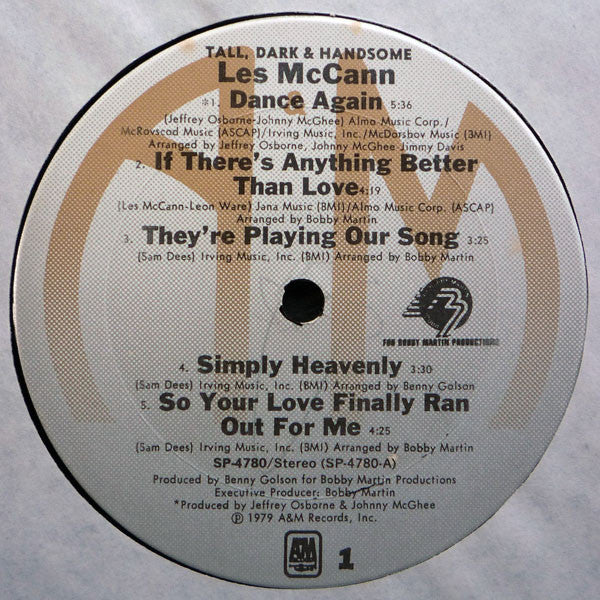 TALL, DARK & HANDSOME
Les McCann
*1. Dance Again 5:36
(Jeffrey Osborne-Johnny McGhee) Almo Music Corp./
McRovscod Music (ASCAP)/Irving Music, Inc./McDorsbov Music (BMI)
Arranged by Jeffrey Osborne, Johnny McGhee Jimmy Davis
2. If There's Anything Better
Than Love 4:19
(Les McCann-Leon Ware) Jana Music (BMI)/Almo Music Corp. (ASCAP)
Arranged by Bobby Martin
3. They're Playing Our Song 3:25
(Sam Dees) Irving Music, Inc. (BMI) Arranged by Bobby Martin
FOR BOBBY MARTIN PRODUCTIONS
4. Simply Heavenly 3:30
(Sam Dees) Irving Music, Inc. (BMI) Arranged by Benny Golson
5. So Your Love Finally Ran
Out For Me 4:25
(Sam Dees) Irving Music, Inc. (BMI) Arranged by Bobby Martin
SP-4780/Stereo (SP-4780-A)
Produced by Benny Golson for Bobby Martin Productions
Executive Producer: Bobby Martin
*Produced by Jeffrey Osborne & Johnny McGhee
℗ 1979 A&M Records, Inc.
A&M 1